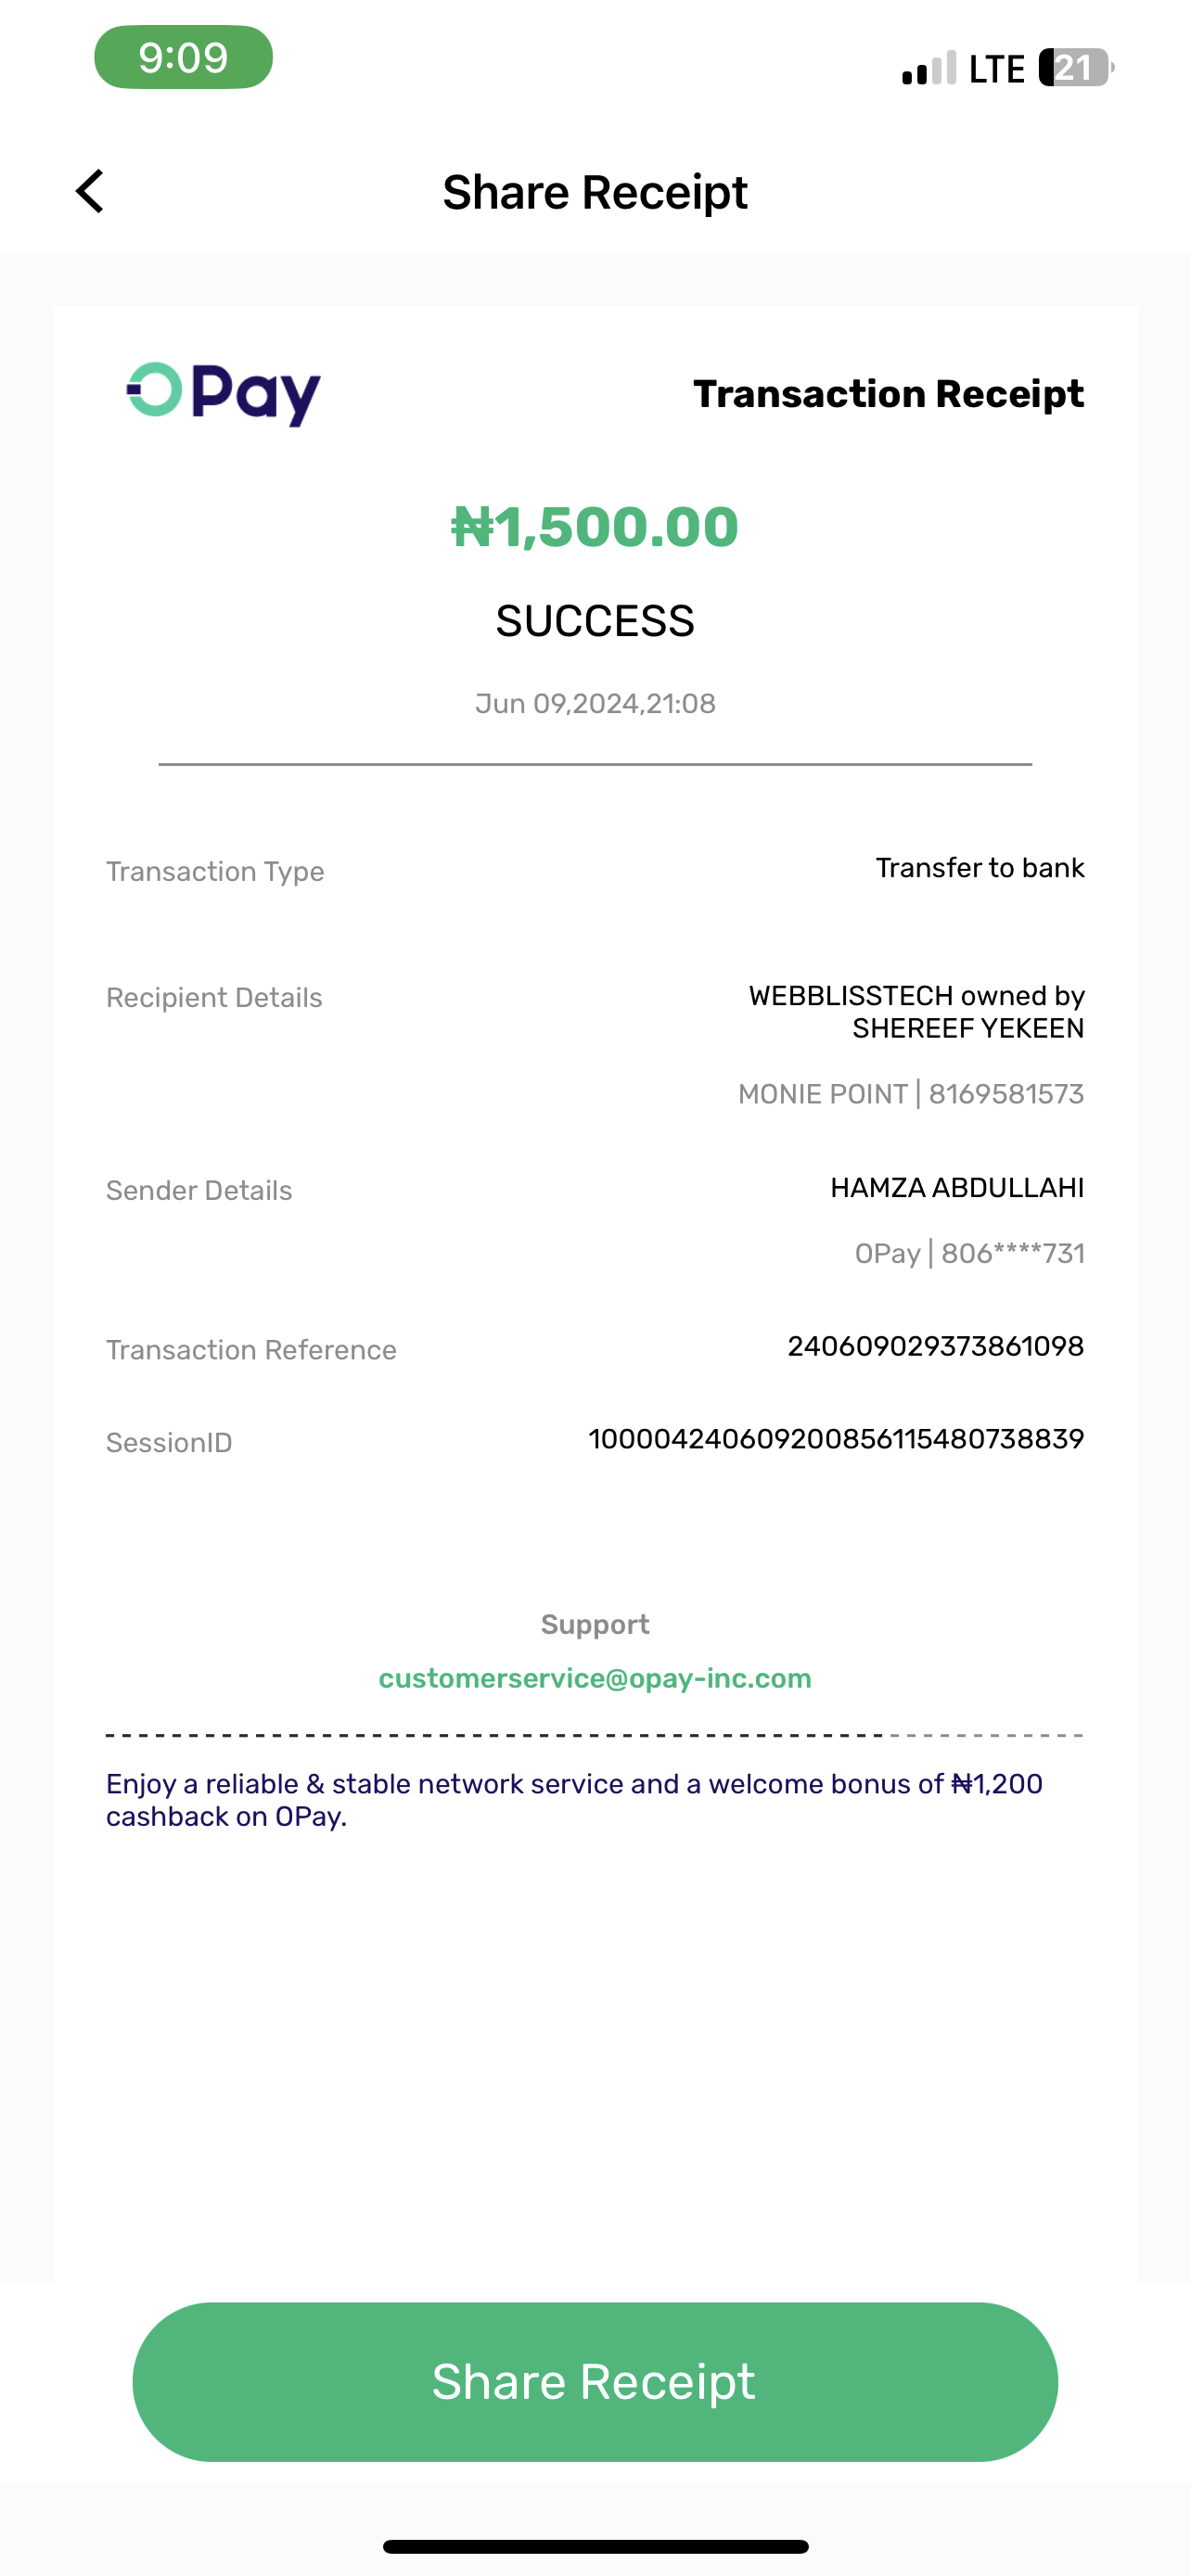 9:09
LTE 21
Share Receipt
OPay
Transaction Receipt
₦1,500.00
SUCCESS
Jun 09,2024,21:08
Transaction Type
Transfer to bank
Recipient Details
WEBBLISSTECH owned by
SHEREEF YEKEEN
MONIE POINT | 8169581573
Sender Details
HAMZA ABDULLAHI
OPay | 806****731
Transaction Reference
240609029373861098
SessionID
100004240609200856115480738839
Support
customerservice@opay-inc.com
Enjoy a reliable & stable network service and a welcome bonus of ₦1,200
cashback on OPay.
Share Receipt